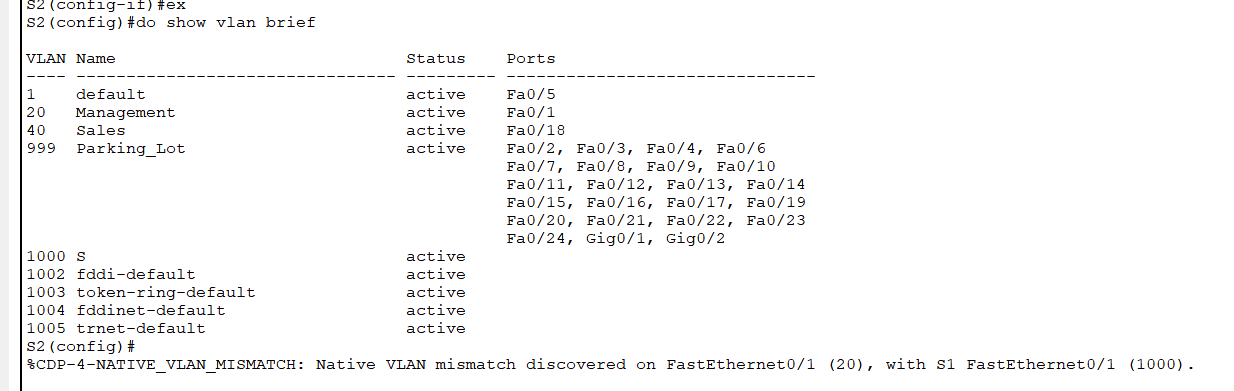 S2(config-if)#ex
S2(config)#do show vlan brief
VLAN Name                             Status    Ports
---- -------------------------------- --------- -------------------------------
1    default                          active    Fa0/5
20   Management                       active    Fa0/1
40   Sales                            active    Fa0/18
999  Parking_Lot                      active    Fa0/2, Fa0/3, Fa0/4, Fa0/6
                                                Fa0/7, Fa0/8, Fa0/9, Fa0/10
                                                Fa0/11, Fa0/12, Fa0/13, Fa0/14
                                                Fa0/15, Fa0/16, Fa0/17, Fa0/19
                                                Fa0/20, Fa0/21, Fa0/22, Fa0/23
                                                Fa0/24, Gig0/1, Gig0/2
1000 S                                active
1002 fddi-default                     active
1003 token-ring-default               active
1004 fddinet-default                  active
1005 trnet-default                    active
S2(config)#
%CDP-4-NATIVE_VLAN_MISMATCH: Native VLAN mismatch discovered on FastEthernet0/1 (20), with S1 FastEthernet0/1 (1000).